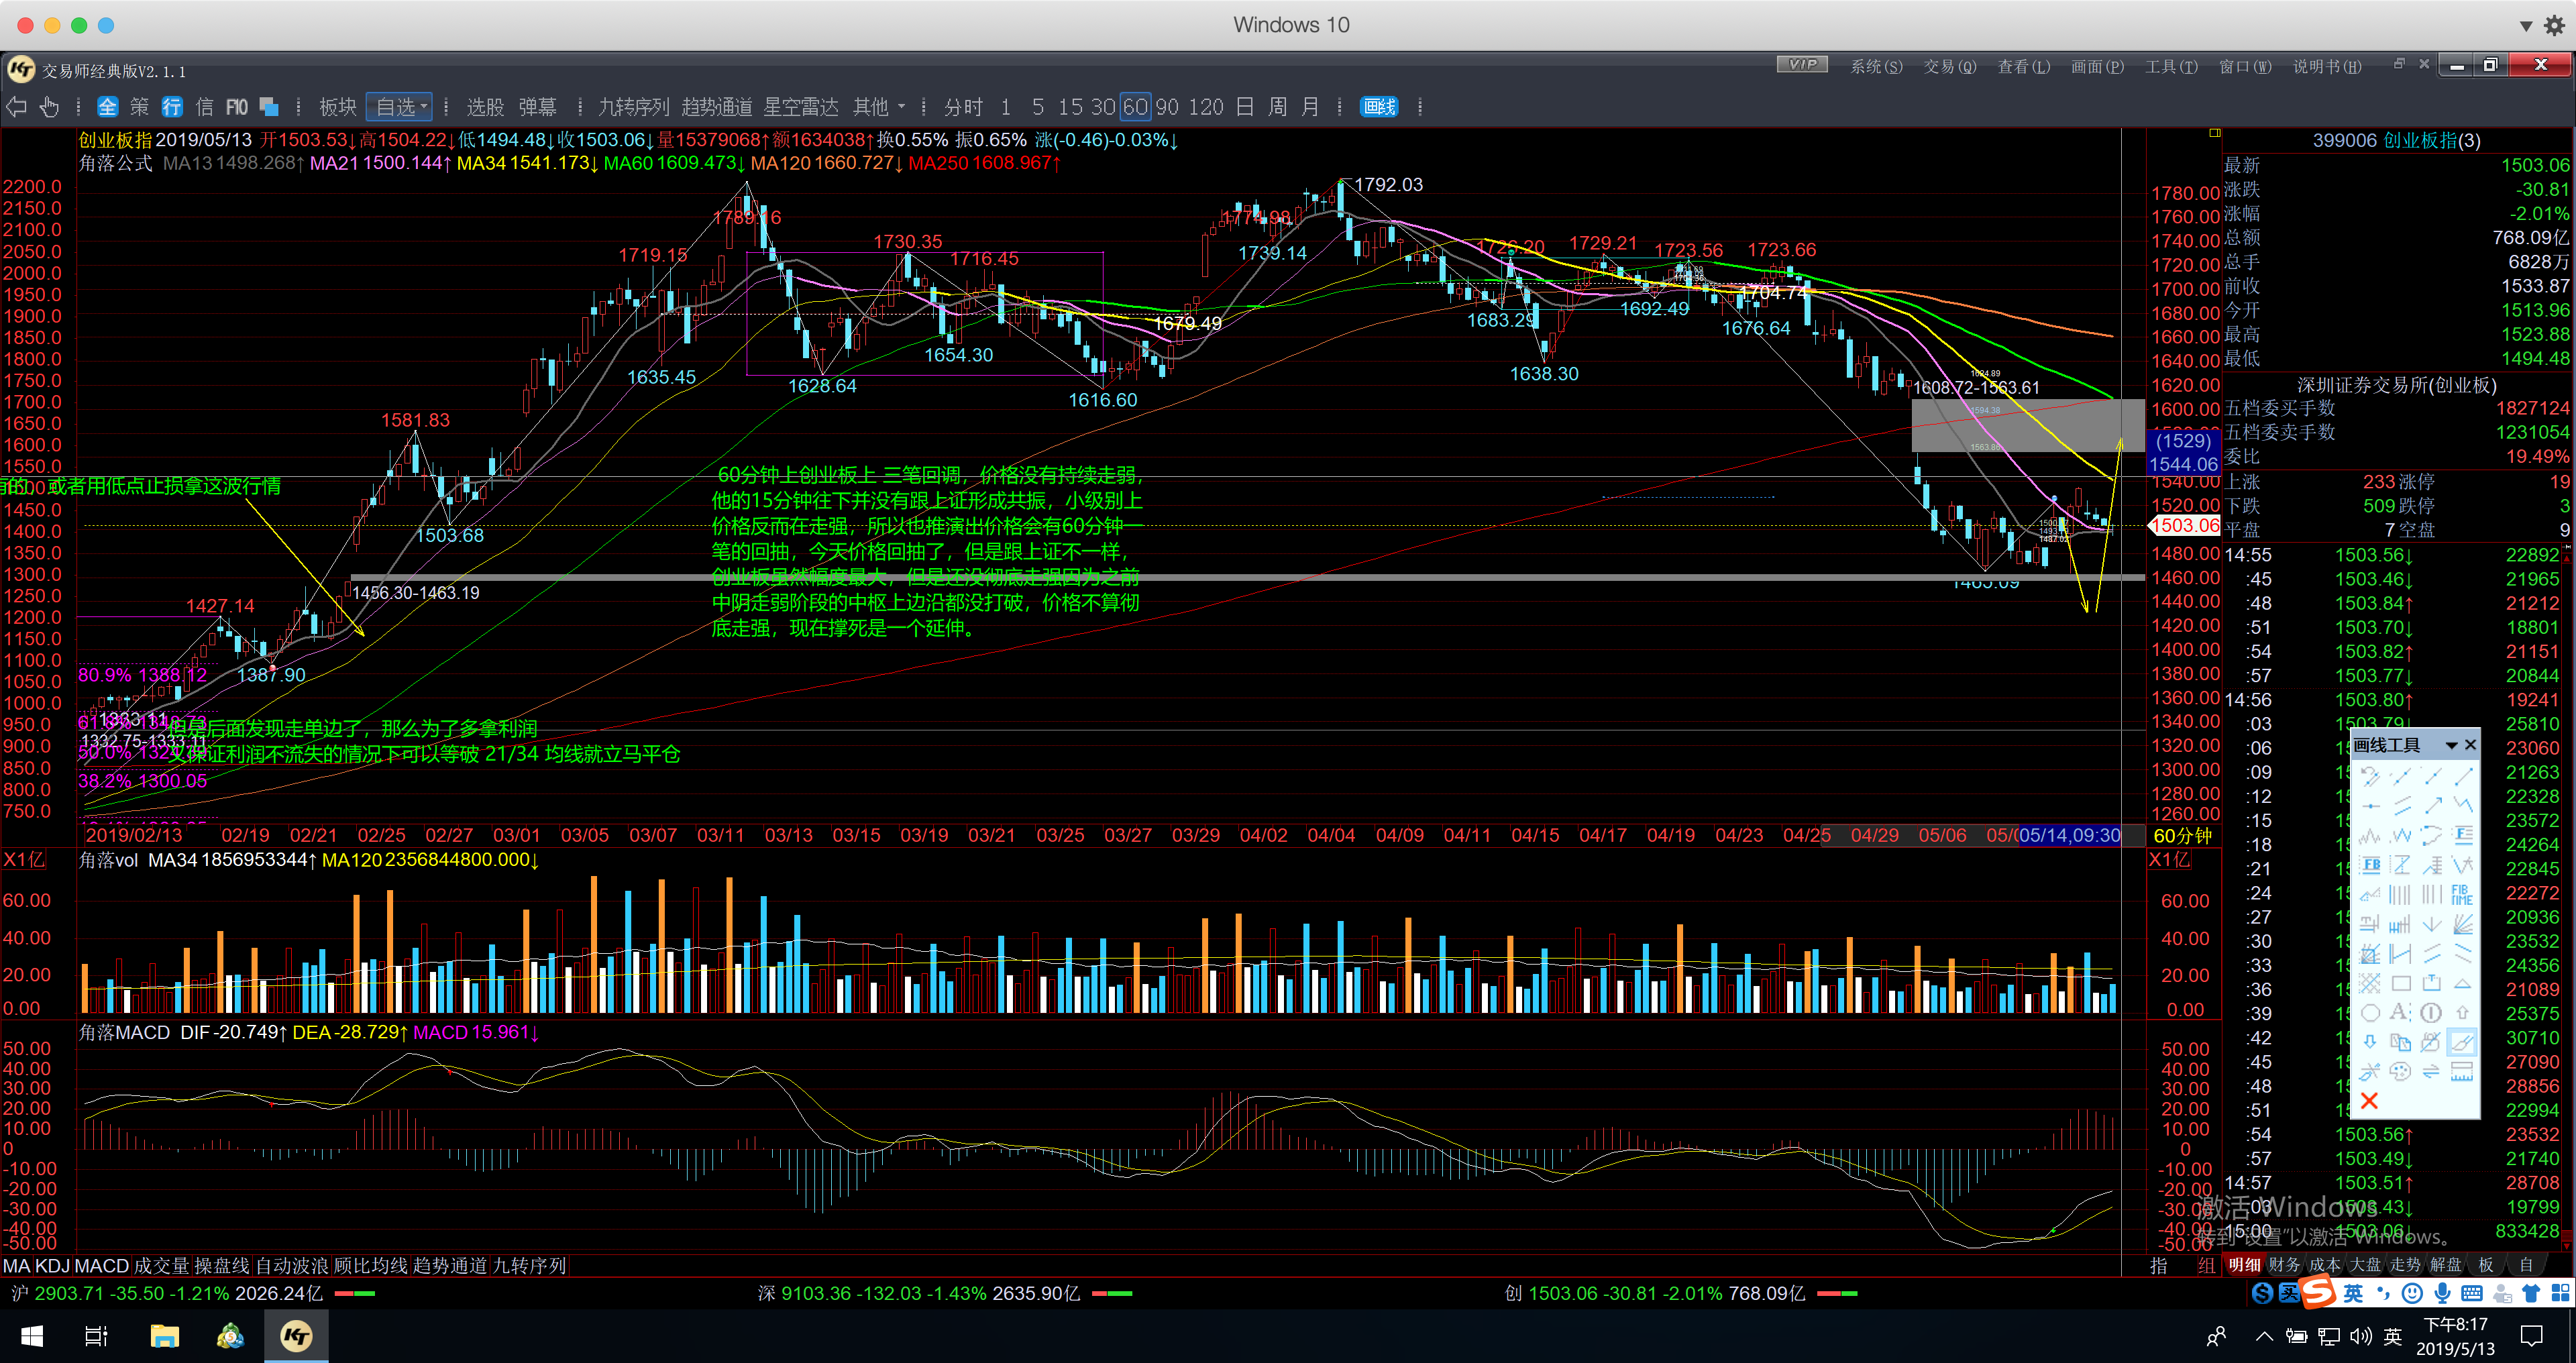 Windows 10
交易师经典版V2.1.1
VIP 系统(S) 交易(Q) 查看(L) 画面(P) 工具(T) 窗口(W) 说明书(H)
全 策 行 信 F10 板块 自选 选股 弹幕 九转序列 趋势通道 星空雷达 其他 分时 1 5 15 30 60 90 120 日 周 月 画线
创业板指 2019/05/13 开1503.53↓ 高1504.22↓ 低1494.48↓ 收1503.06↓ 量15379068↑ 额1634038↑ 换0.55% 振0.65% 涨(-0.46)-0.03%↓
角落公式 MA13 1498.268↑ MA21 1500.144↑ MA34 1541.173↓ MA60 1609.473↓ MA120 1660.727↓ MA250 1608.967↑
2200.0
2150.0
2100.0
2050.0
2000.0
1950.0
1900.0
1850.0
1800.0
1750.0
1700.0
1650.0
1600.0
1550.0
1450.0
1400.0
1350.0
1300.0
1250.0
1200.0
1150.0
1100.0
1050.0
1000.0
950.0
900.0
850.0
800.0
750.0
1792.03
1789.16
1774.98
1739.14
1719.15
1730.35
1716.45
1729.21
1723.56
1723.66
1704.74
1679.49
1683.29
1692.49
1676.64
1654.30
1635.45
1628.64
1616.60
1638.30
1608.72-1563.61
1594.38
1581.83
1503.68
1456.30-1463.19
1427.14
1387.90
80.9% 1388.12
1332.75-1333.11
38.2% 1300.05
或者用低点止损拿这波行情
60分钟上创业板上 三笔回调，价格没有持续走弱，
他的15分钟往下并没有跟上证形成共振，小级别上
价格反而在走强，所以也推演出价格会有60分钟一
笔的回抽，今天价格回抽了，但是跟上证不一样，
创业板虽然幅度最大，但是还没彻底走强因为之前
中阴走弱阶段的中枢上边沿都没打破，价格不算彻
底走强，现在撑死是一个延伸。
但是后面发现走单边了，那么为了多拿利润
又保证利润不流失的情况下可以等破 21/34 均线就立马平仓
1780.00
1760.00
1740.00
1720.00
1700.00
1680.00
1660.00
1640.00
1620.00
1600.00
(1529)
1544.06
1540.00
1520.00
1503.06
1480.00
1460.00
1440.00
1420.00
1400.00
1380.00
1360.00
1340.00
1320.00
1300.00
1280.00
1260.00
2019/02/13 02/19 02/21 02/25 02/27 03/01 03/05 03/07 03/11 03/13 03/15 03/19 03/21 03/25 03/27 03/29 04/02 04/04 04/09 04/11 04/15 04/17 04/19 04/23 04/25 04/29 05/06 05/14,09:30 60分钟
X1亿 角落vol MA34 1856953344↑ MA120 2356844800.000↓ X1亿
60.00 60.00
40.00 40.00
20.00 20.00
0.00 0.00
角落MACD DIF -20.749↑ DEA -28.729↑ MACD 15.961↓
50.00 50.00
40.00 40.00
30.00 30.00
20.00 20.00
10.00 10.00
0 0
-10.00 -10.00
-20.00 -20.00
-30.00 -30.00
-40.00 -40.00
-50.00 -50.00
MA KDJ MACD 成交量 操盘线 自动波浪 顾比均线 趋势通道 九转序列 指 组
399006 创业板指(3)
最新 1503.06
涨跌 -30.81
涨幅 -2.01%
总额 768.09亿
总手 6828万
前收 1533.87
今开 1513.96
最高 1523.88
最低 1494.48
深圳证券交易所(创业板)
五档委买手数 1827124
五档委卖手数 1231054
委比 19.49%
上涨 233 涨停 19
下跌 509 跌停 3
平盘 7 空盘 9
14:55 1503.56↓ 22892
:45 1503.46↓ 21965
:48 1503.84↑ 21212
:51 1503.70↓ 18801
:54 1503.82↑ 21151
:57 1503.77↓ 20844
14:56 1503.80↑ 19241
:03 1503.79↓ 25810
:06 23060
:09 21263
:12 22328
:15 23572
:18 24264
:21 22845
:24 22272
:27 20936
:30 23532
:33 24356
:36 21089
:39 25375
:42 30710
:45 27090
:48 28856
:51 22994
:54 1503.56↑ 23532
:57 1503.49↓ 21740
14:57 1503.51↑ 28708
:03 1503.43↓ 19799
15:00 1503.06↓ 833428
画线工具
FB
FIB TIME
激活 Windows
转到"设置"以激活 Windows。
明细 财务 成本 大盘 走势 解盘 板 自
沪 2903.71 -35.50 -1.21% 2026.24亿 深 9103.36 -132.03 -1.43% 2635.90亿 创 1503.06 -30.81 -2.01% 768.09亿
英
英 下午8:17
2019/5/13